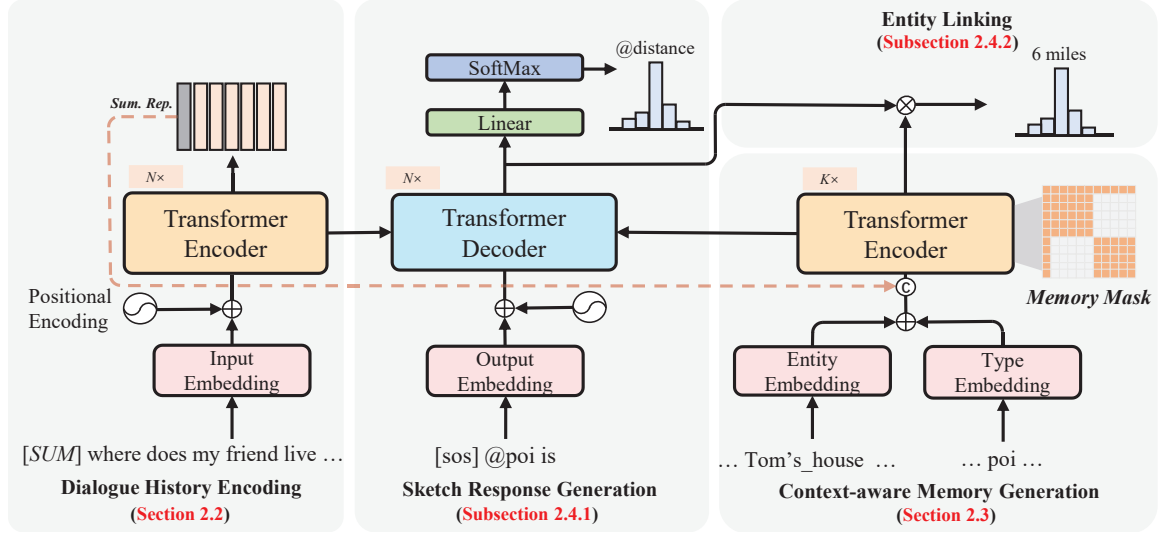 Sum. Rep.
N×
Transformer
Encoder
Positional
Encoding
Input
Embedding
[SUM] where does my friend live …
Dialogue History Encoding
(Section 2.2)
@distance
SoftMax
Linear
N×
Transformer
Decoder
Output
Embedding
[sos] @poi is
Sketch Response Generation
(Subsection 2.4.1)
Entity Linking
(Subsection 2.4.2)
6 miles
K×
Transformer
Encoder
C
Memory Mask
Entity
Embedding
Type
Embedding
… Tom's_house …
… poi …
Context-aware Memory Generation
(Section 2.3)